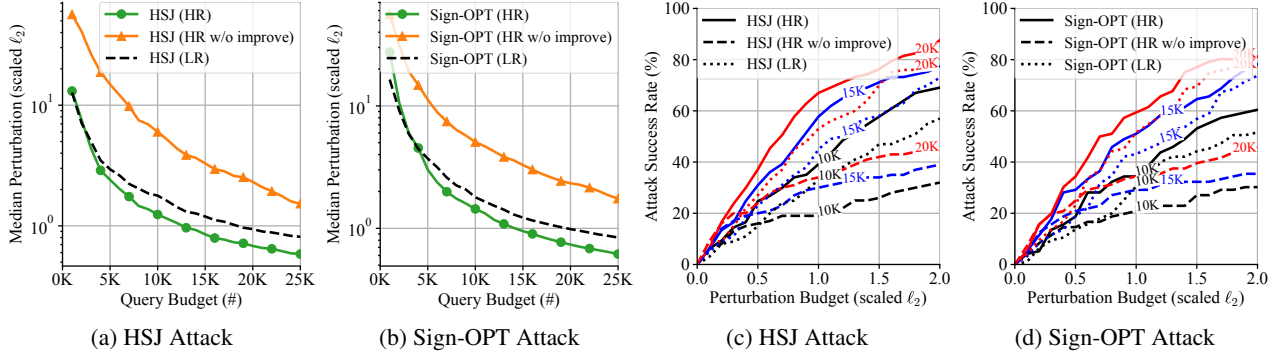 HSJ (HR)
HSJ (HR w/o improve)
HSJ (LR)
Median Perturbation (scaled ℓ₂)
10¹
10⁰
0K 5K 10K 15K 20K 25K
Query Budget (#)
(a) HSJ Attack
Sign-OPT (HR)
Sign-OPT (HR w/o improve)
Sign-OPT (LR)
Median Perturbation (scaled ℓ₂)
10¹
10⁰
0K 5K 10K 15K 20K 25K
Query Budget (#)
(b) Sign-OPT Attack
HSJ (HR)
HSJ (HR w/o improve)
HSJ (LR)
Attack Success Rate (%)
100
80
60
40
20
0
20K
20K
15K
15K
10K
10K
20K
15K
10K
0.0 0.5 1.0 1.5 2.0
Perturbation Budget (scaled ℓ₂)
(c) HSJ Attack
Sign-OPT (HR)
Sign-OPT (HR w/o improve)
Sign-OPT (LR)
Attack Success Rate (%)
100
80
60
40
20
0
20K
20K
15K
15K
20K
10K
10K
15K
10K
0.0 0.5 1.0 1.5 2.0
Perturbation Budget (scaled ℓ₂)
(d) Sign-OPT Attack